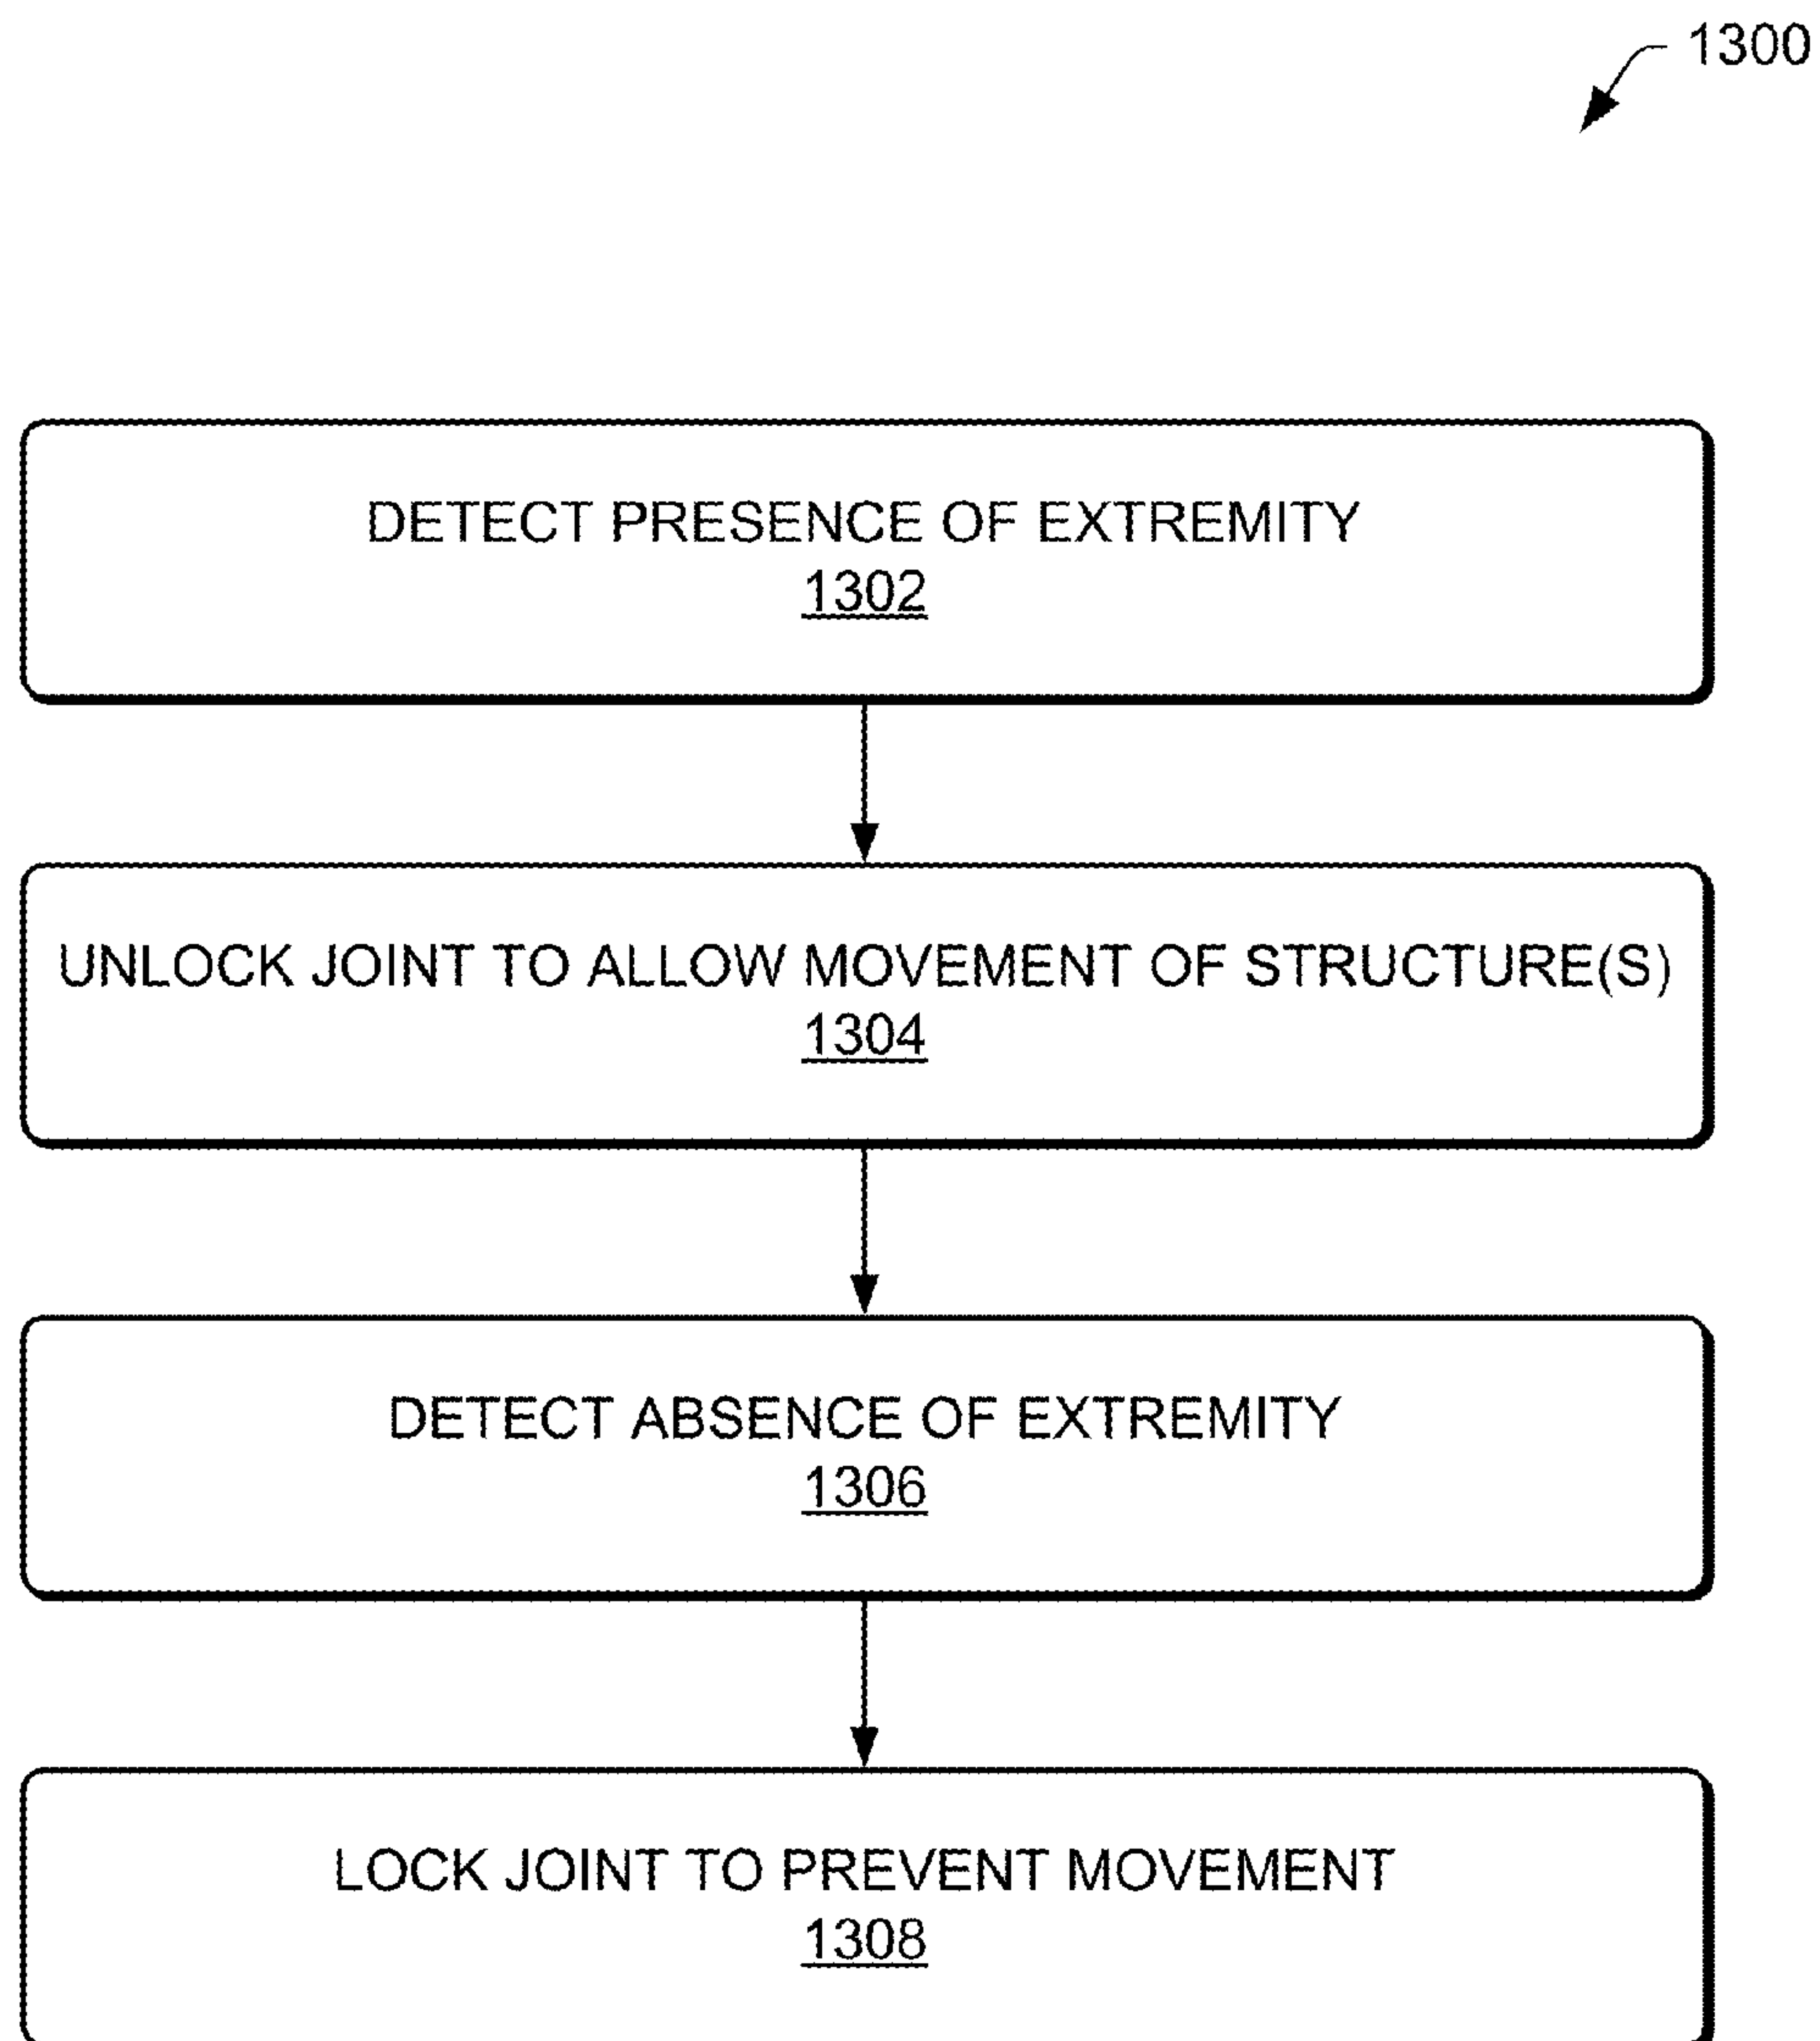 1300
DETECT PRESENCE OF EXTREMITY
1302
UNLOCK JOINT TO ALLOW MOVEMENT OF STRUCTURE(S)
1304
DETECT ABSENCE OF EXTREMITY
1306
LOCK JOINT TO PREVENT MOVEMENT
1308